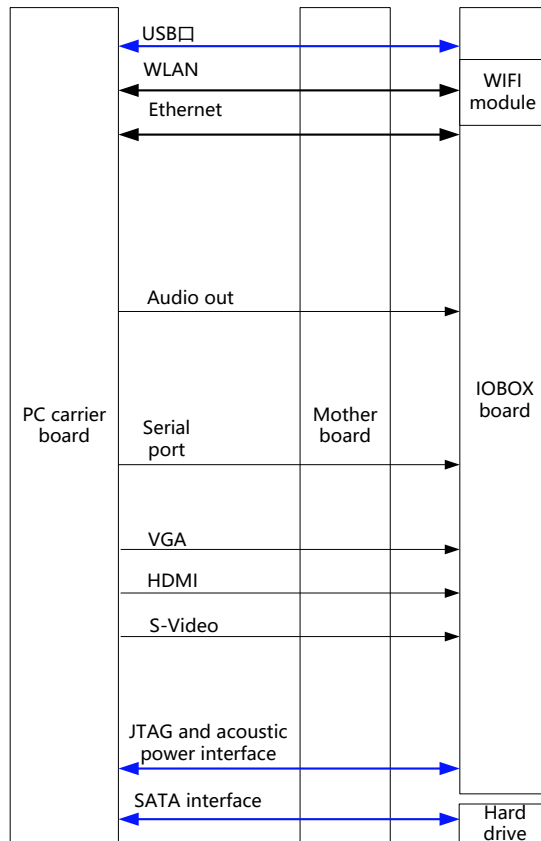 USB口
WLAN
WIFI
module
Ethernet
Audio out
PC carrier
board
Mother
board
IOBOX
board
Serial
port
VGA
HDMI
S-Video
JTAG and acoustic
power interface
SATA interface
Hard
drive